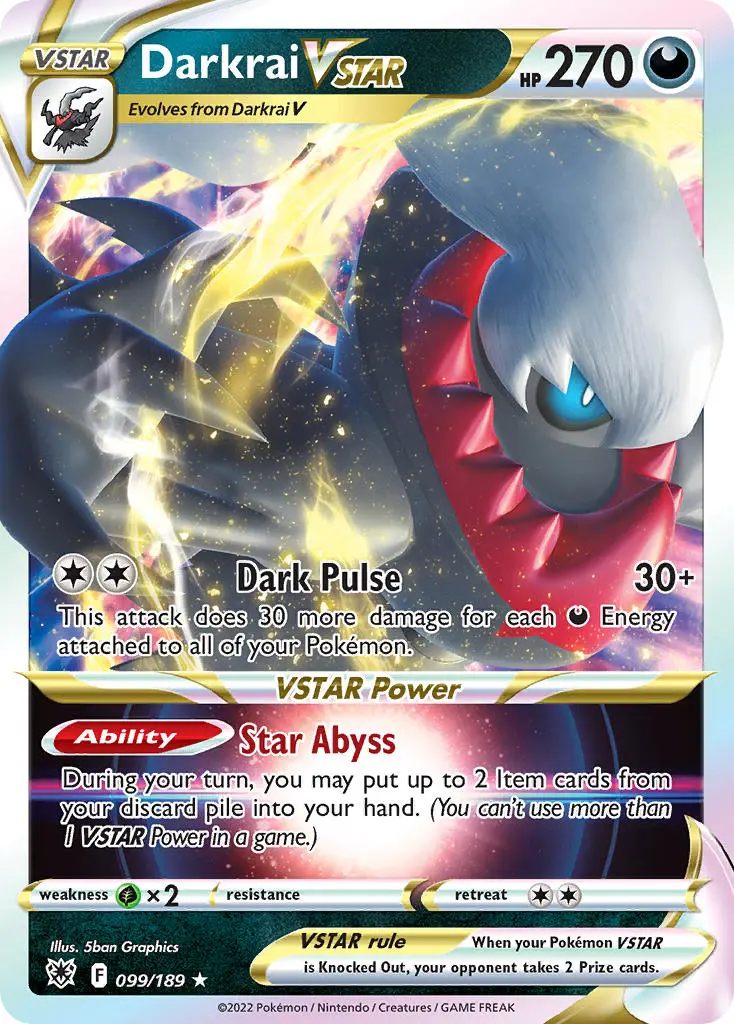 VSTAR
Darkrai VSTAR
HP 270
Evolves from Darkrai V
Dark Pulse 30+
This attack does 30 more damage for each Energy
attached to all of your Pokémon.
VSTAR Power
Ability Star Abyss
During your turn, you may put up to 2 Item cards from
your discard pile into your hand. (You can't use more than
1 VSTAR Power in a game.)
weakness ×2 resistance retreat
Illus. 5ban Graphics
VSTAR rule When your Pokémon VSTAR
is Knocked Out, your opponent takes 2 Prize cards.
F 099/189 ★
©2022 Pokémon / Nintendo / Creatures / GAME FREAK